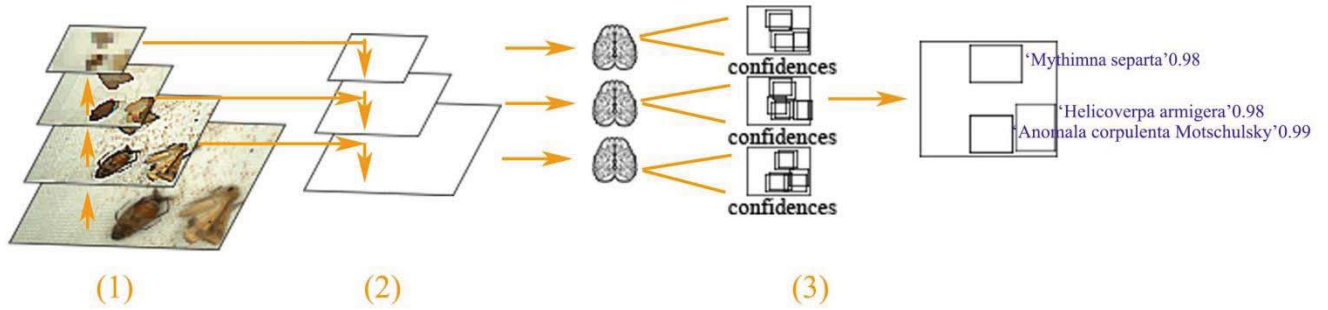 confidences
confidences
confidences
‘Mythimna separta’0.98
‘Helicoverpa armigera’0.98
‘Anomala corpulenta Motschulsky’0.99
(1)
(2)
(3)